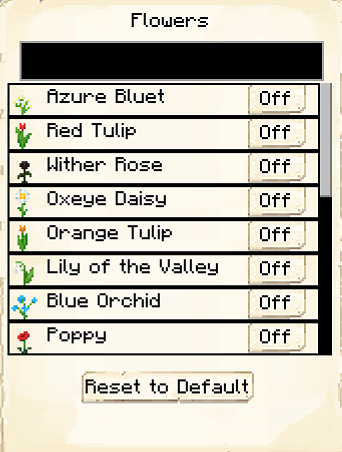 Flowers
Azure Bluet Off
Red Tulip Off
Wither Rose Off
Oxeye Daisy Off
Orange Tulip Off
Lily of the Valley Off
Blue Orchid Off
Poppy Off
Reset to Default